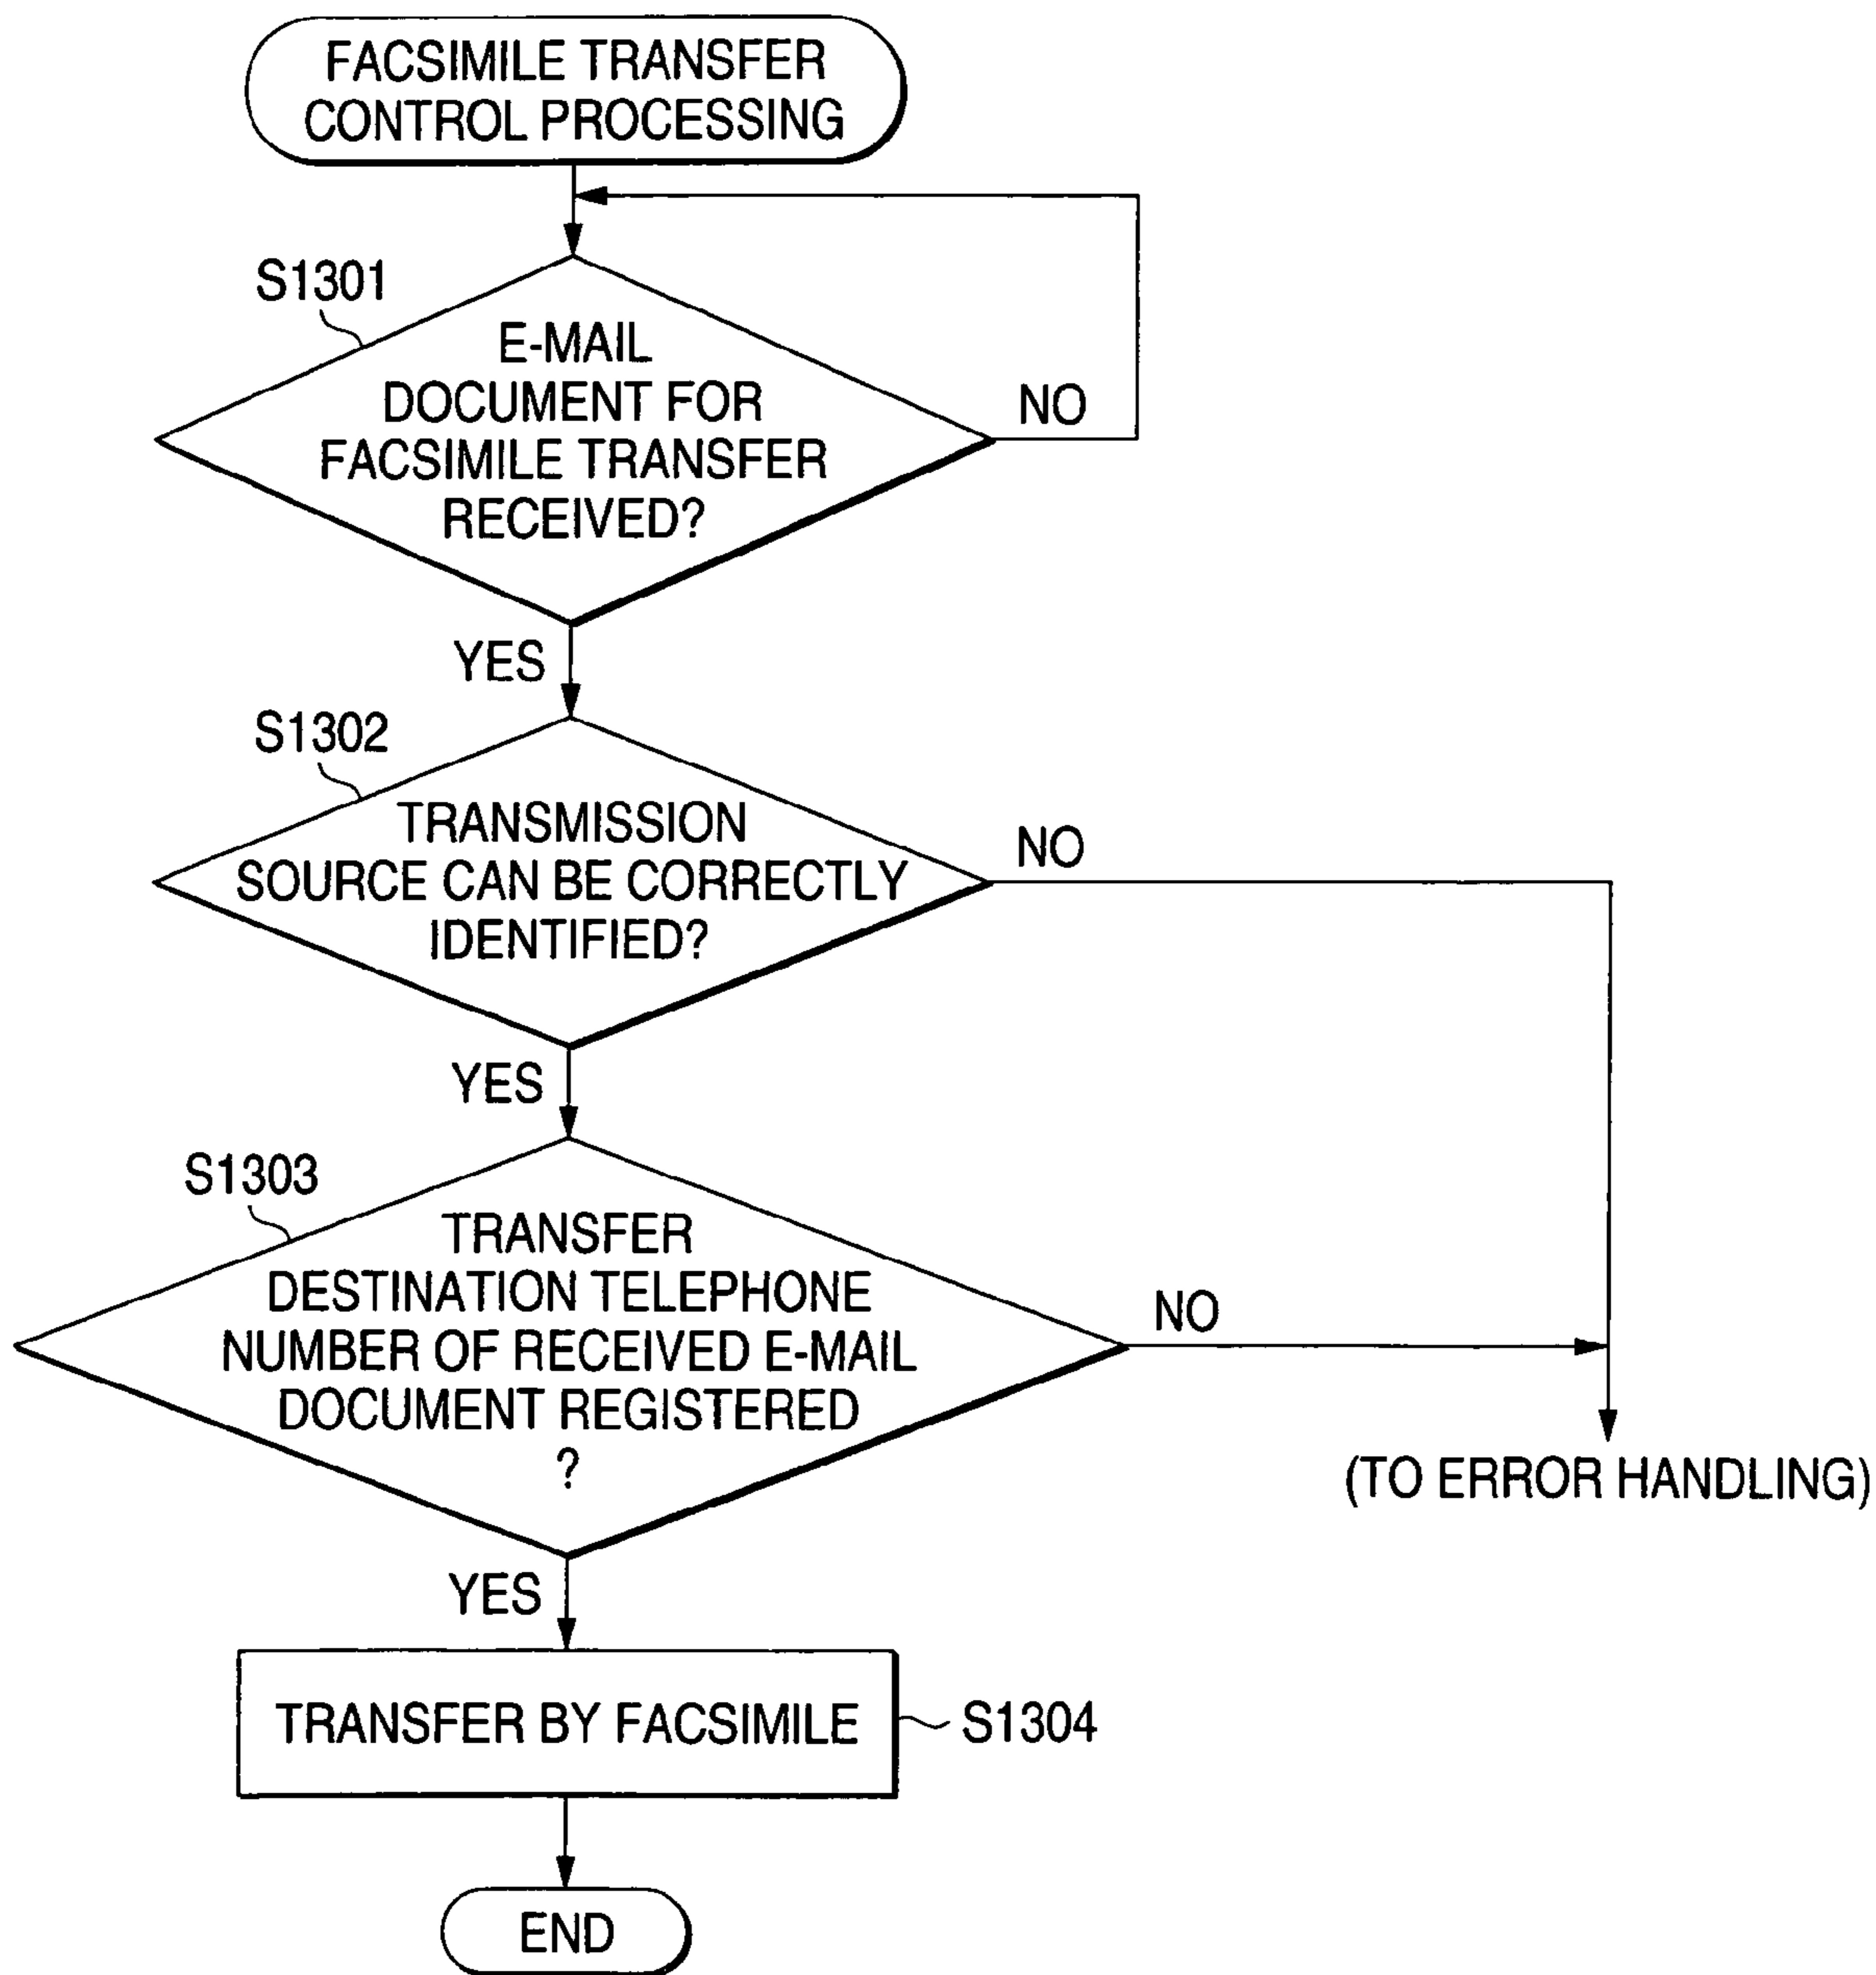 FACSIMILE TRANSFER
CONTROL PROCESSING
S1301
E-MAIL
DOCUMENT FOR
FACSIMILE TRANSFER
RECEIVED?
NO
YES
S1302
TRANSMISSION
SOURCE CAN BE CORRECTLY
IDENTIFIED?
NO
YES
S1303
TRANSFER
DESTINATION TELEPHONE
NUMBER OF RECEIVED E-MAIL
DOCUMENT REGISTERED
?
NO
(TO ERROR HANDLING)
YES
TRANSFER BY FACSIMILE
S1304
END